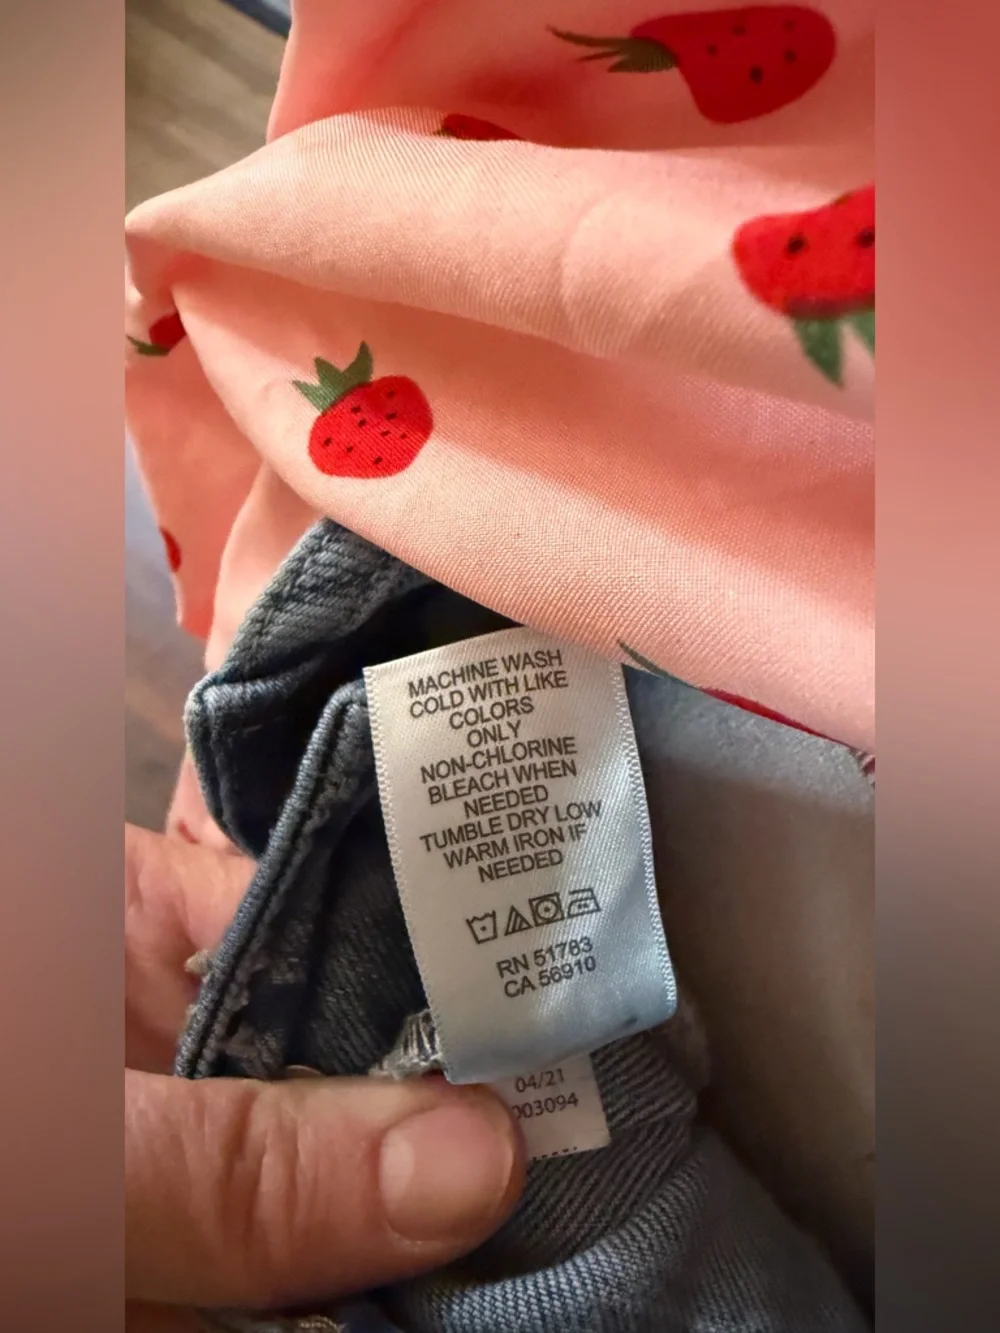 MACHINE WASH
COLD WITH LIKE
COLORS
ONLY
NON-CHLORINE
BLEACH WHEN
NEEDED
TUMBLE DRY LOW
WARM IRON IF
NEEDED
RN 51783
CA 56910
04/21
003094